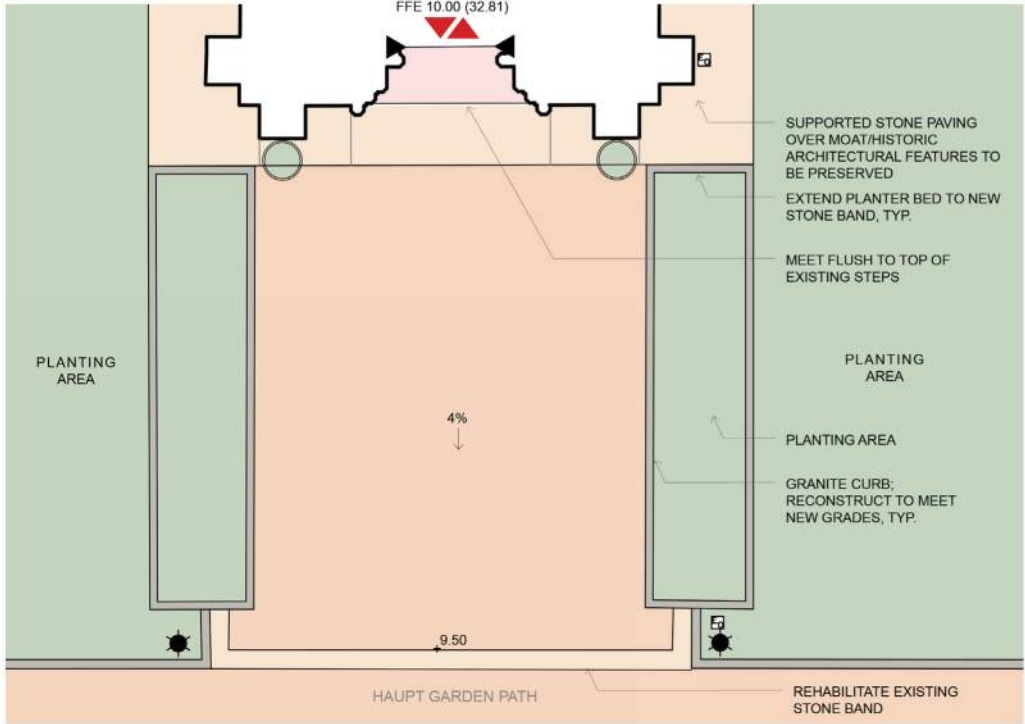 FFE 10.00 (32.81)
SUPPORTED STONE PAVING
OVER MOAT/HISTORIC
ARCHITECTURAL FEATURES TO
BE PRESERVED
EXTEND PLANTER BED TO NEW
STONE BAND, TYP.
MEET FLUSH TO TOP OF
EXISTING STEPS
PLANTING
AREA
PLANTING
AREA
4%
PLANTING AREA
GRANITE CURB;
RECONSTRUCT TO MEET
NEW GRADES, TYP.
9.50
HAUPT GARDEN PATH
REHABILITATE EXISTING
STONE BAND